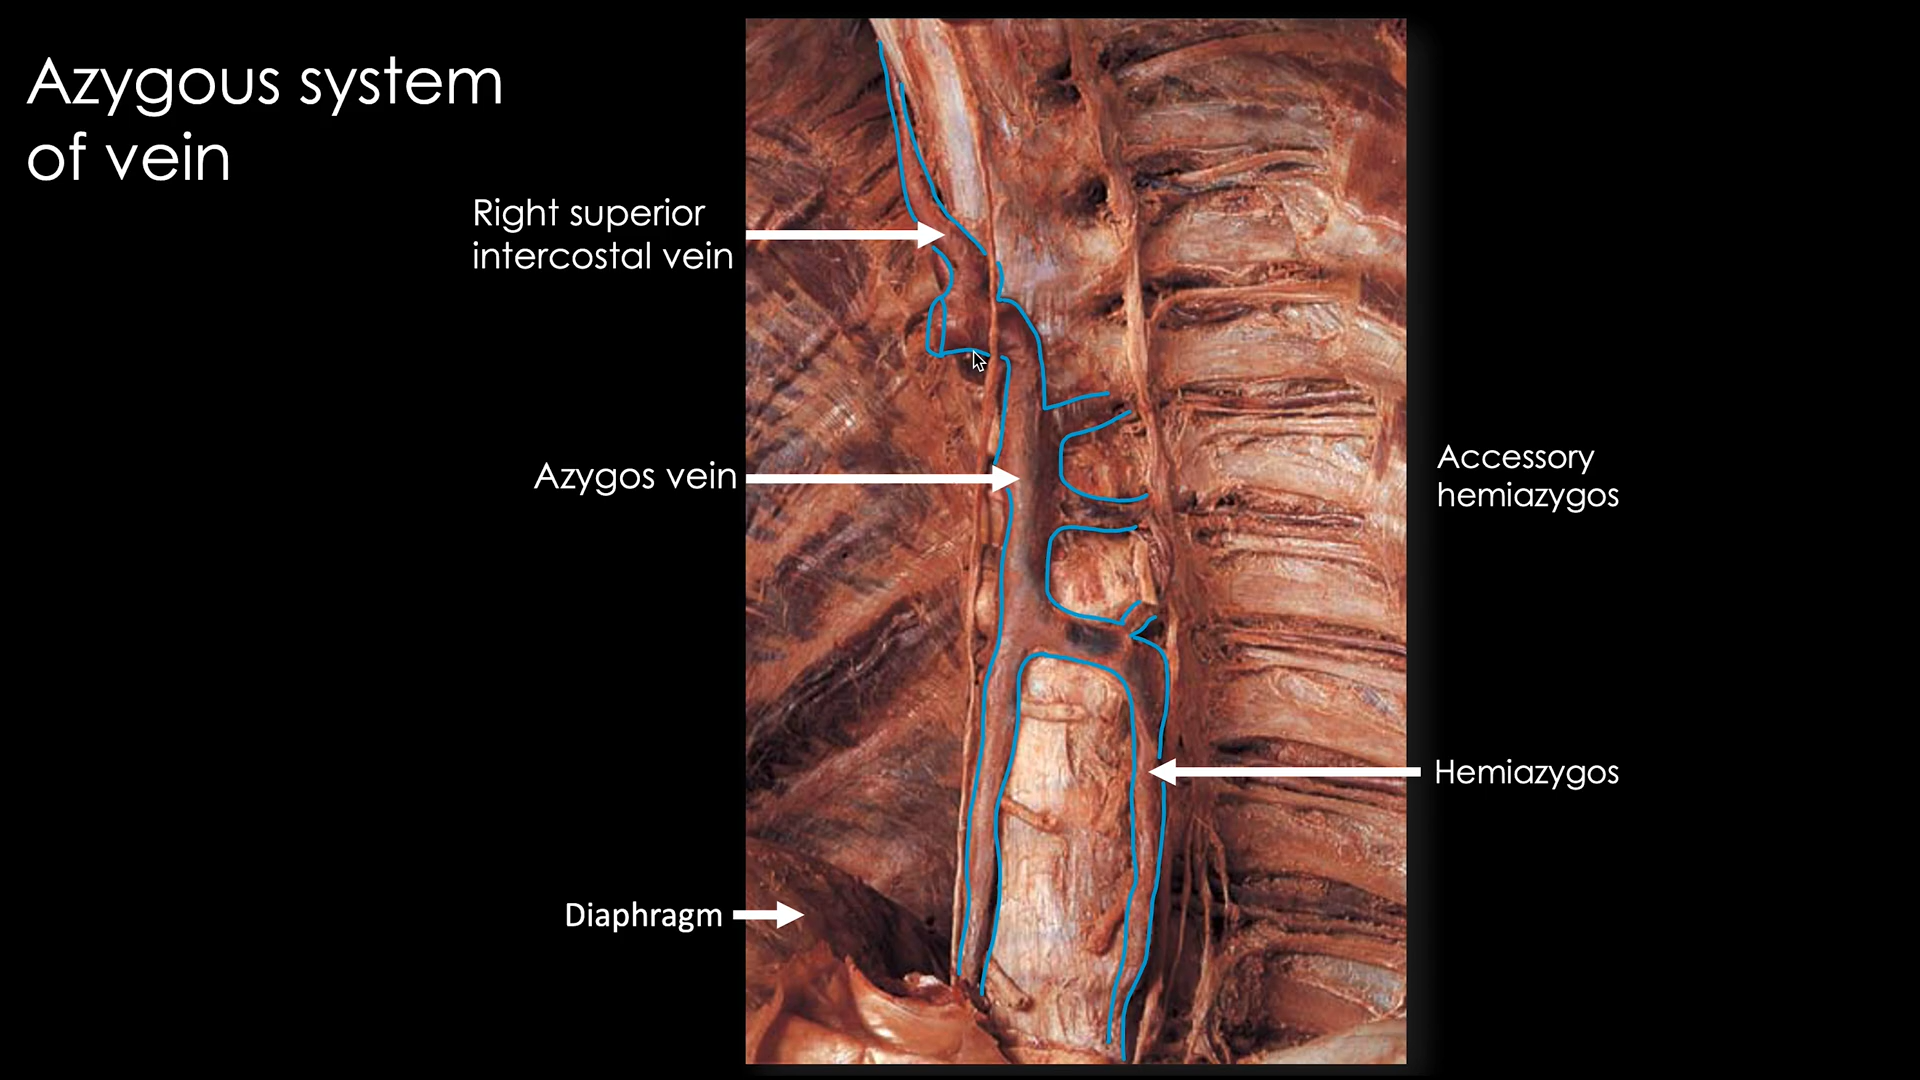 Azygous system
of vein
Right superior
intercostal vein
Azygos vein
Accessory
hemiazygos
Hemiazygos
Diaphragm